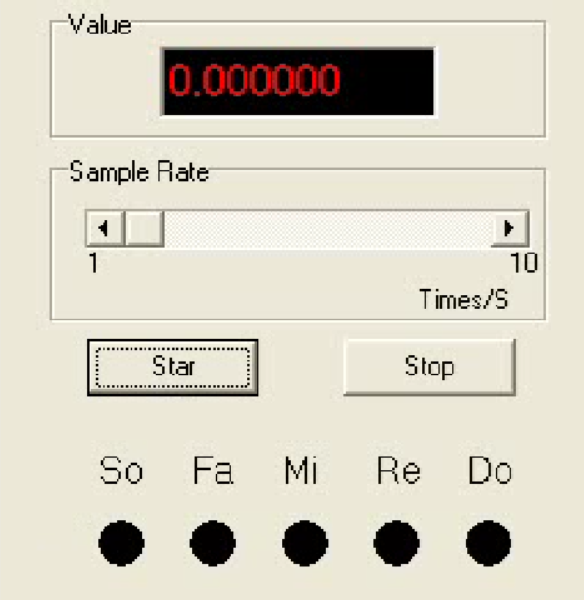 Value
0.000000
Sample Rate
1 10
Times/S
Star Stop
So Fa Mi Re Do